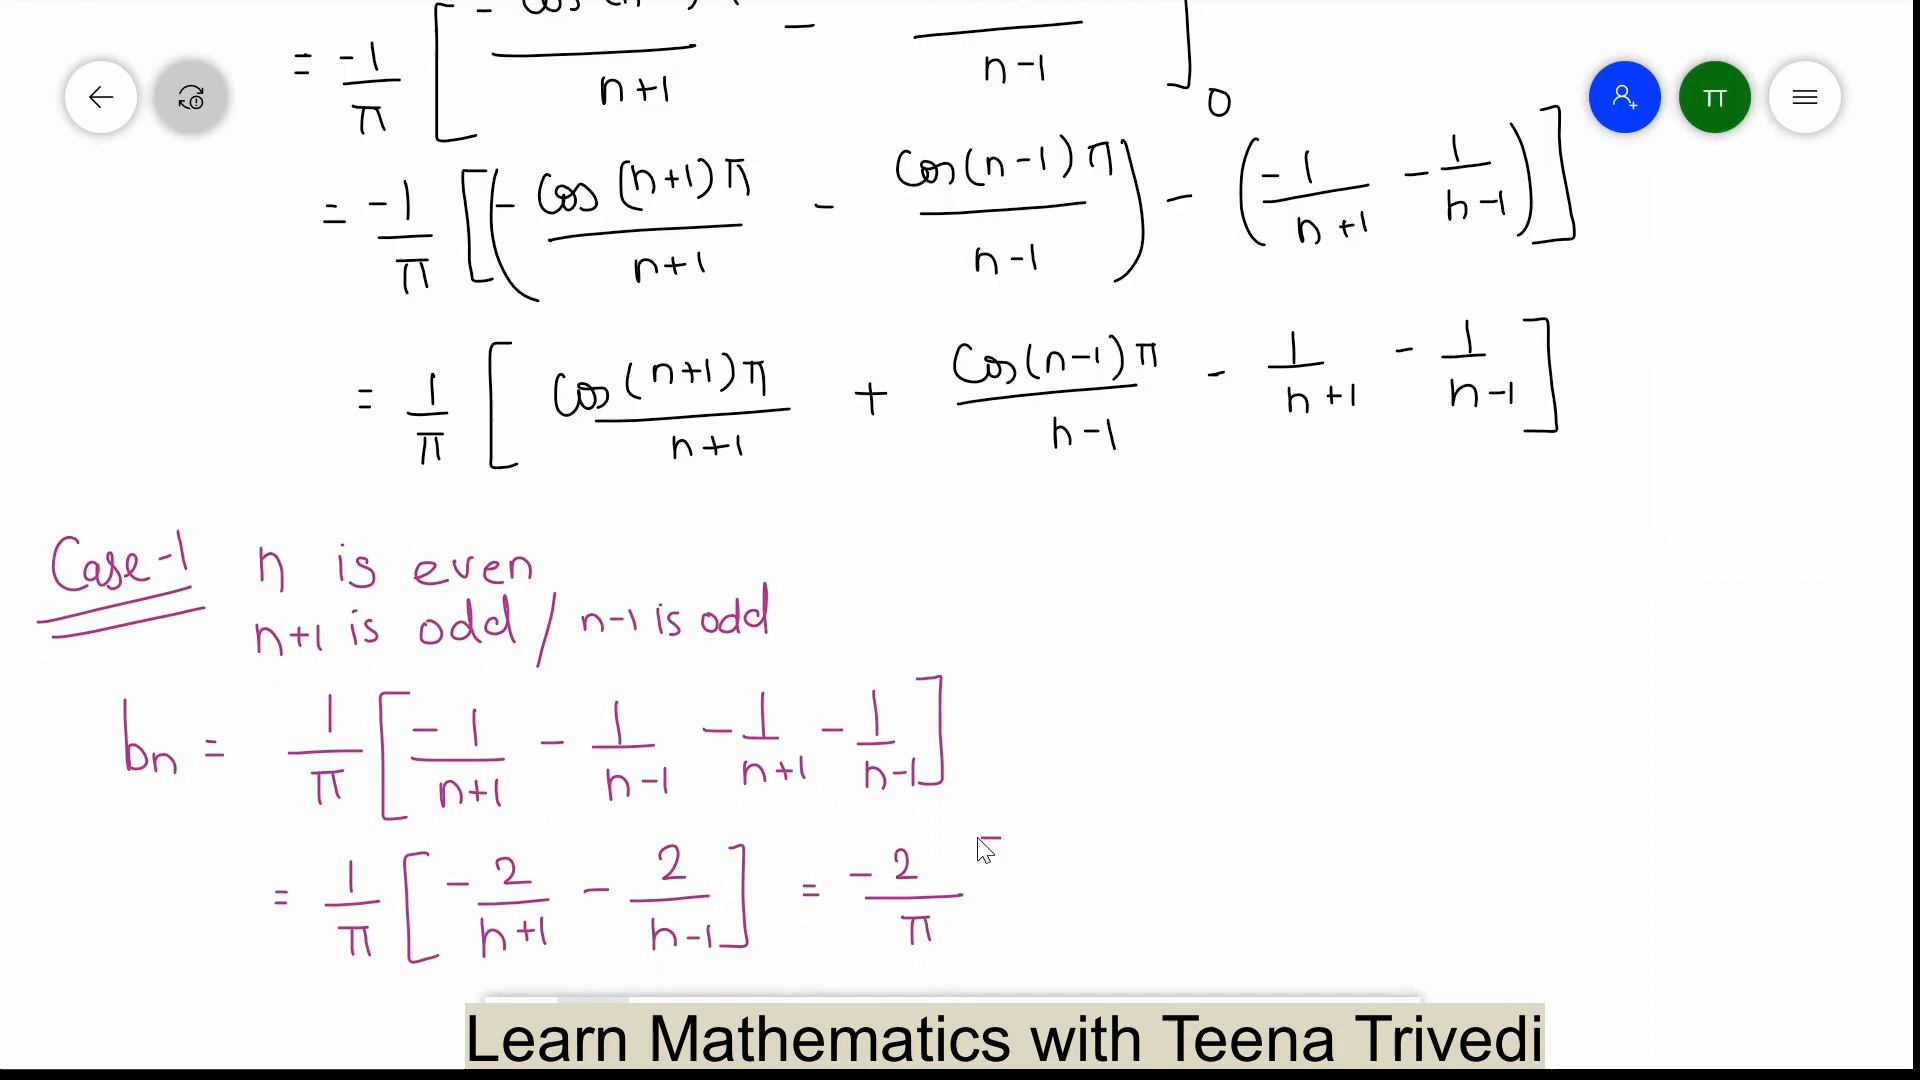 = -1/π [ - / n+1 - / n-1 ]0
= -1/π [(- cos(n+1)π / n+1 - cos(n-1)π / n-1) - (-1/n+1 - 1/n-1)]
= 1/π [ cos(n+1)π / n+1 + cos(n-1)π / n-1 - 1/n+1 - 1/n-1 ]
Case-1 n is even
n+1 is odd / n-1 is odd
bn = 1/π [ -1/n+1 - 1/n-1 - 1/n+1 - 1/n-1 ]
= 1/π [ -2/n+1 - 2/n-1 ] = -2/π
TT
Learn Mathematics with Teena Trivedi